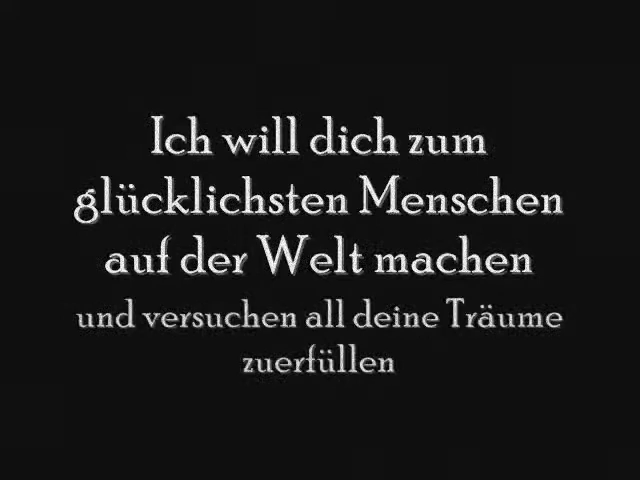 Ich will dich zum
glücklichsten Menschen
auf der Welt machen
und versuchen all deine Träume
zuerfüllen